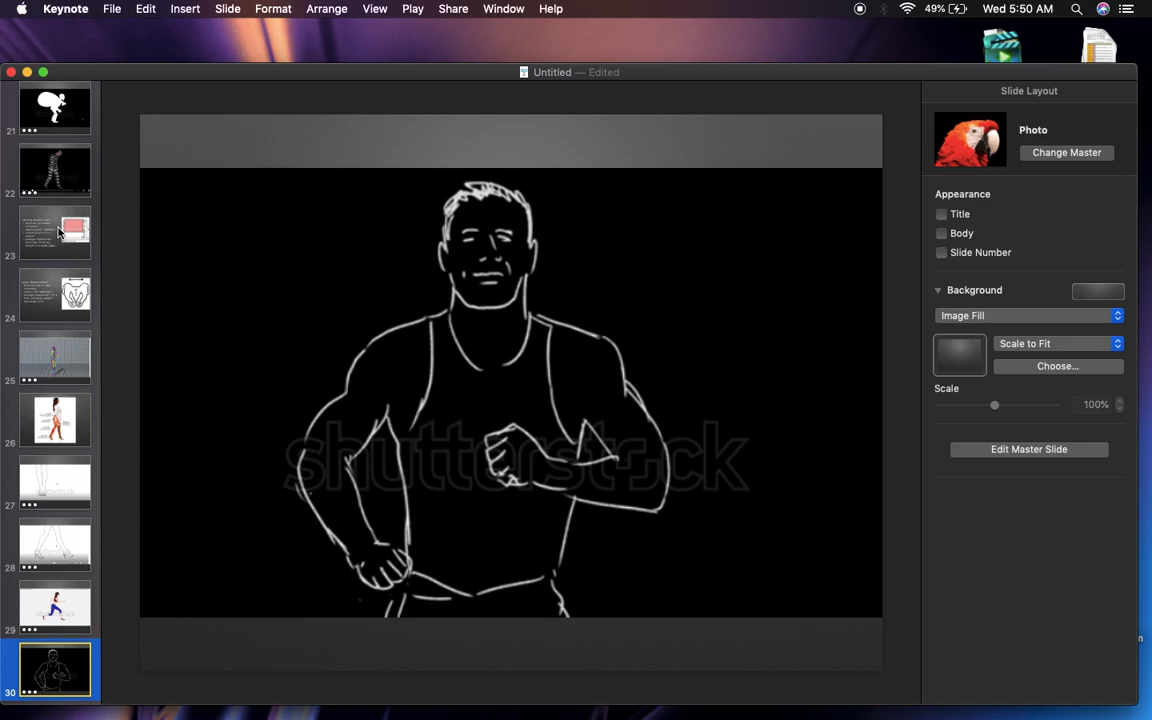 Keynote File Edit Insert Slide Format Arrange View Play Share Window Help 49% Wed 5:50 AM
Untitled — Edited
Slide Layout
Photo
Change Master
Appearance
Title
Body
Slide Number
Background
Image Fill
Scale to Fit
Choose...
Scale
100%
Edit Master Slide
shutterstock
21
22
23
24
25
26
27
28
29
30